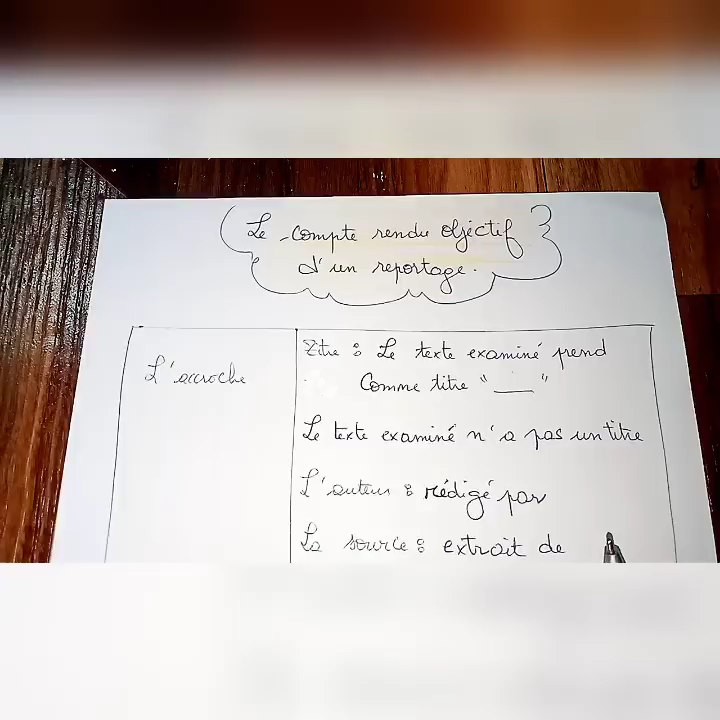 Le compte rendu objectif
d'un reportage.
L'accroche
Titre : Le texte examiné prend
Comme titre "___"
Le texte examiné n'a pas un titre
L'auteur : rédigé par
La source : extrait de